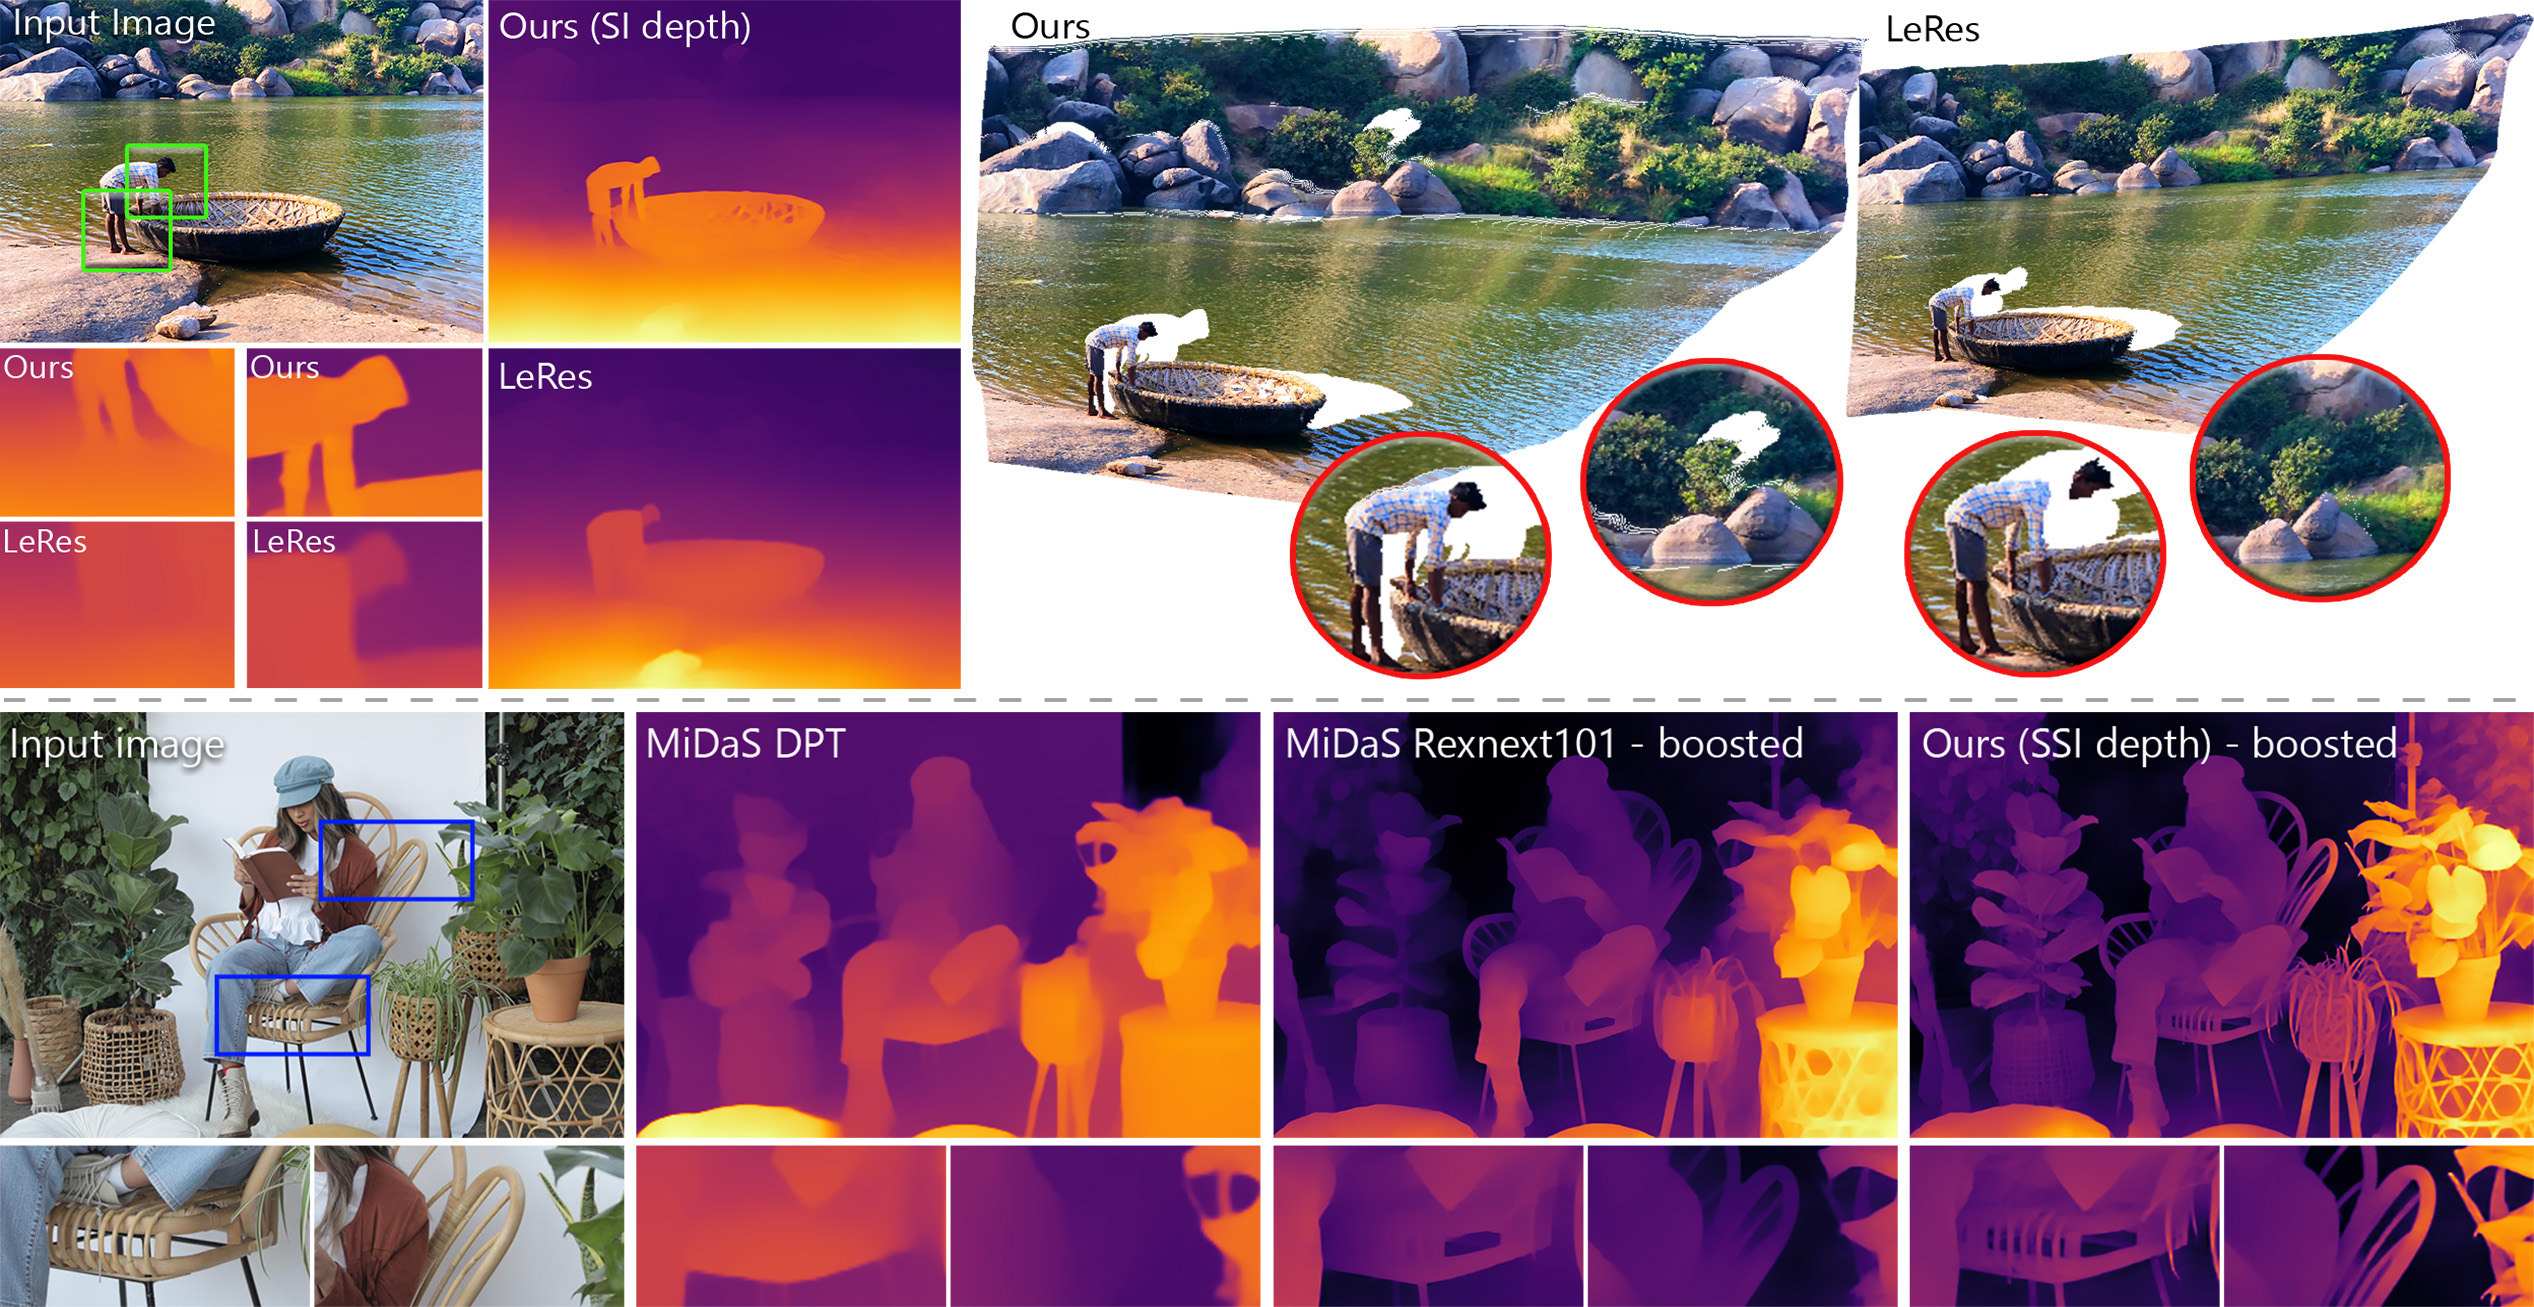 Input Image
Ours (SI depth)
Ours
LeRes
Ours
Ours
LeRes
LeRes
LeRes
Input image
MiDaS DPT
MiDaS Rexnext101 - boosted
Ours (SSI depth) - boosted